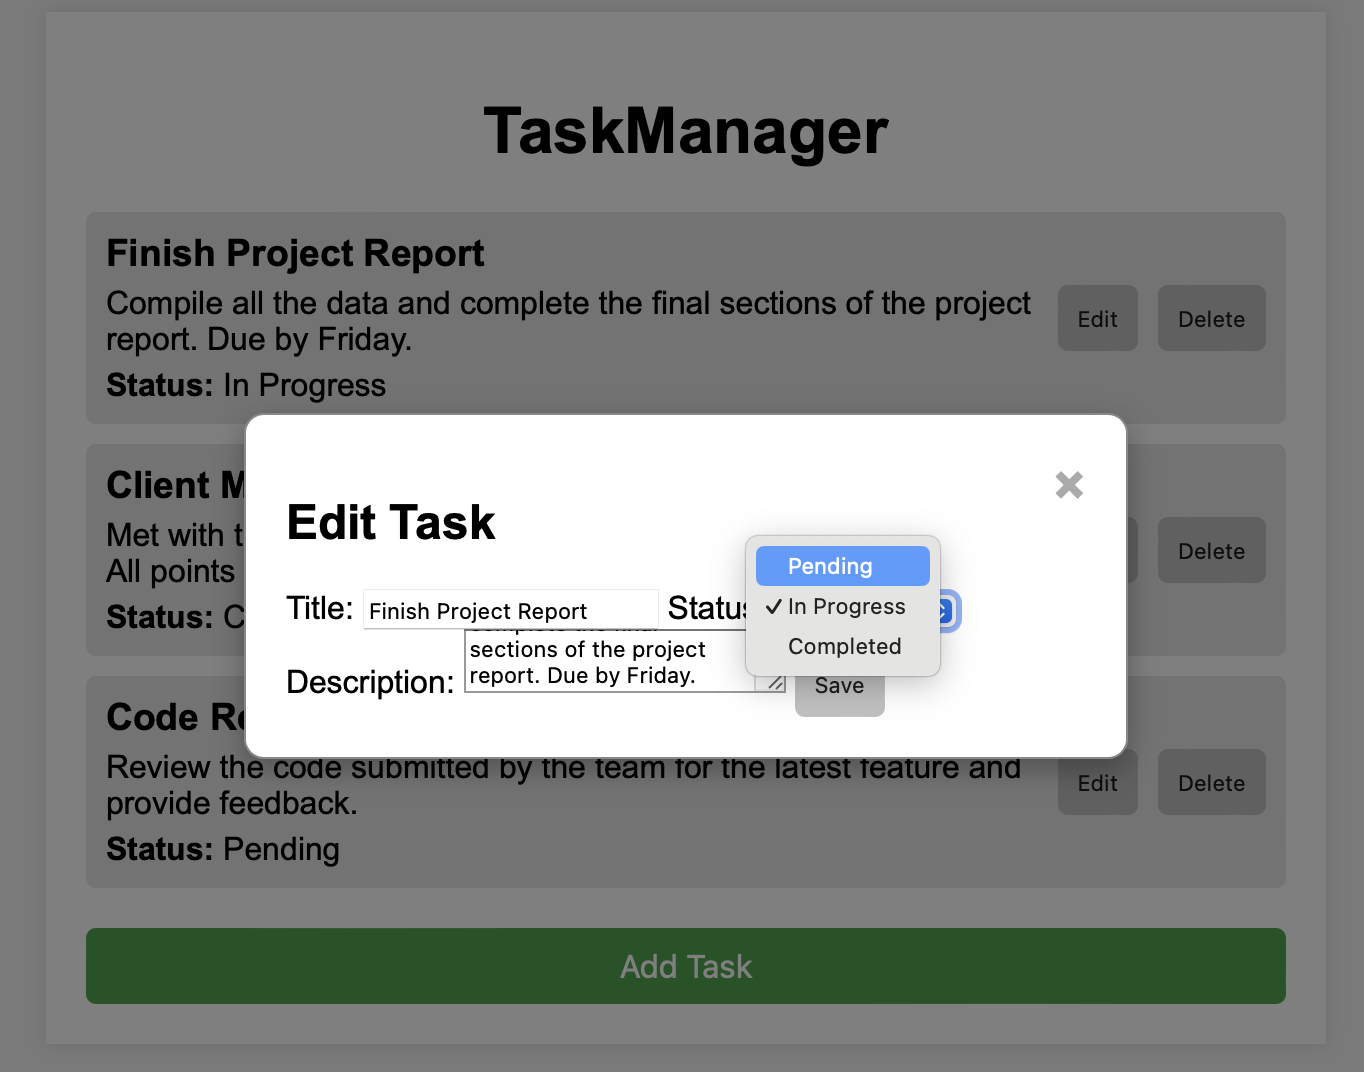 TaskManager
Finish Project Report
Compile all the data and complete the final sections of the project
report. Due by Friday.
Edit
Delete
Status: In Progress
Client
Met with
All points
Status:
Delete
Edit Task
Title: Finish Project Report
Pending
✓ In Progress
Completed
Description:
sections of the project
report. Due by Friday.
Save
Code
Review the code submitted by the team for the latest feature and
provide feedback.
Edit
Delete
Status: Pending
Add Task